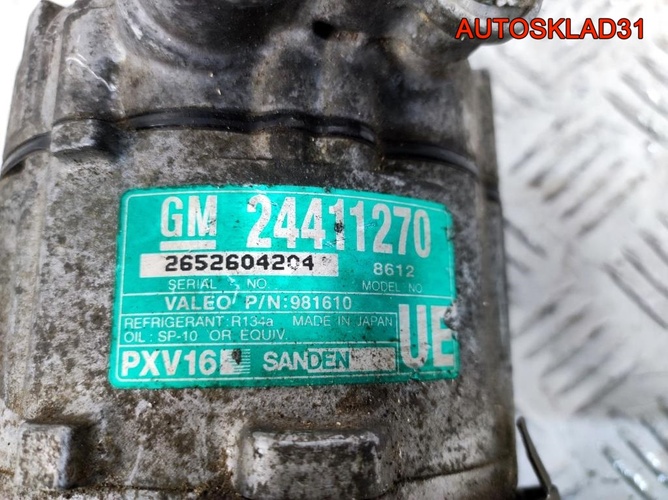 AUTOSKLAD31
GM 24411270
2652604204 8612
SERIAL NO. MODEL NO
VALEO P/N:981610
REFRIGERANT:R134a MADE IN JAPAN
OIL: SP-10 OR EQUIV.
UE
PXV16 SANDEN